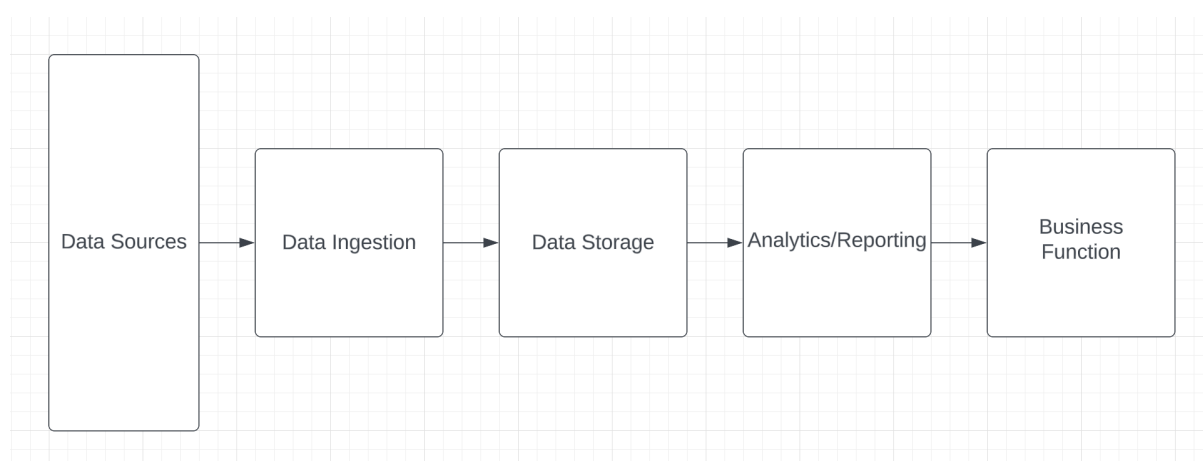 Data Sources
Data Ingestion
Data Storage
Analytics/Reporting
Business
Function